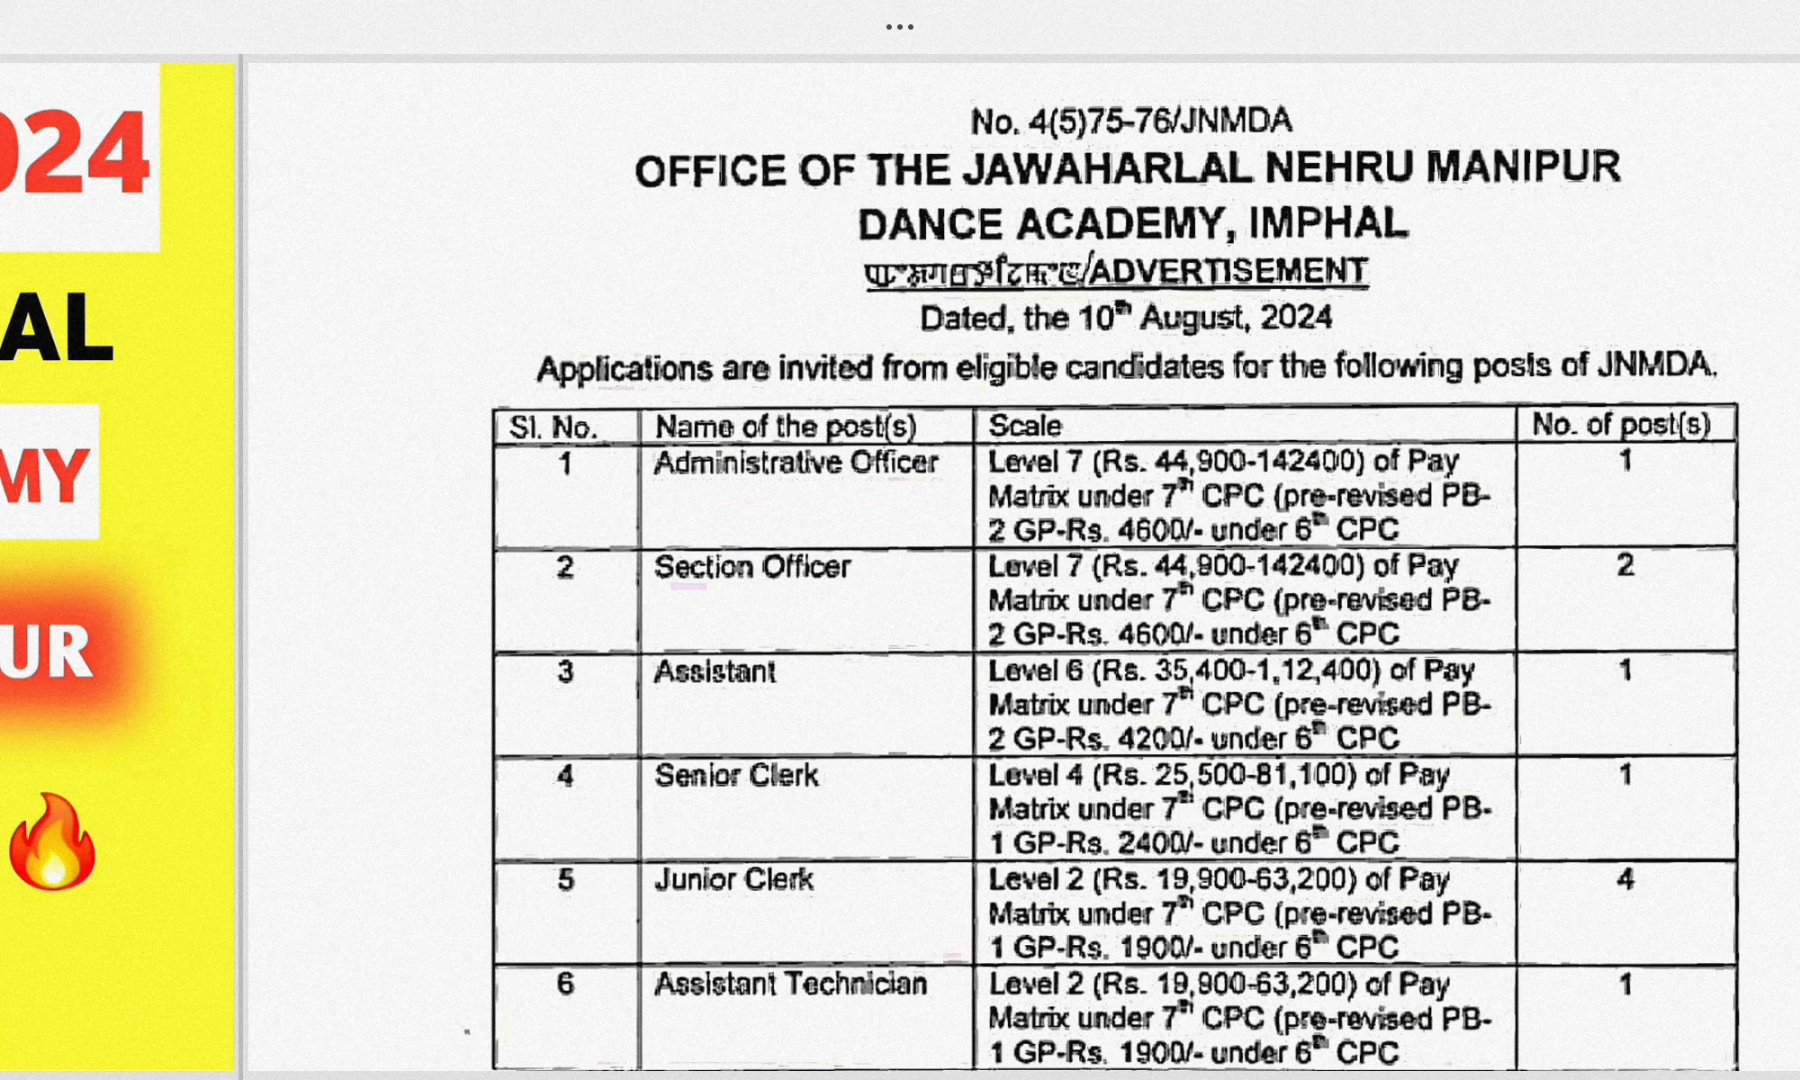 024
AL
MY
UR
No. 4(5)75-76/JNMDA
OFFICE OF THE JAWAHARLAL NEHRU MANIPUR
DANCE ACADEMY, IMPHAL
/ADVERTISEMENT
Dated, the 10th August, 2024
Applications are invited from eligible candidates for the following posts of JNMDA.
Sl. No. Name of the post(s) Scale No. of post(s)
1 Administrative Officer Level 7 (Rs. 44,900-142400) of Pay 1
Matrix under 7th CPC (pre-revised PB-
2 GP-Rs. 4600/- under 6th CPC
2 Section Officer Level 7 (Rs. 44,900-142400) of Pay 2
Matrix under 7th CPC (pre-revised PB-
2 GP-Rs. 4600/- under 6th CPC
3 Assistant Level 6 (Rs. 35,400-1,12,400) of Pay 1
Matrix under 7th CPC (pre-revised PB-
2 GP-Rs. 4200/- under 6th CPC
4 Senior Clerk Level 4 (Rs. 25,500-81,100) of Pay 1
Matrix under 7th CPC (pre-revised PB-
1 GP-Rs. 2400/- under 6th CPC
5 Junior Clerk Level 2 (Rs. 19,900-63,200) of Pay 4
Matrix under 7th CPC (pre-revised PB-
1 GP-Rs. 1900/- under 6th CPC
6 Assistant Technician Level 2 (Rs. 19,900-63,200) of Pay 1
Matrix under 7th CPC (pre-revised PB-
1 GP-Rs. 1900/- under 6th CPC